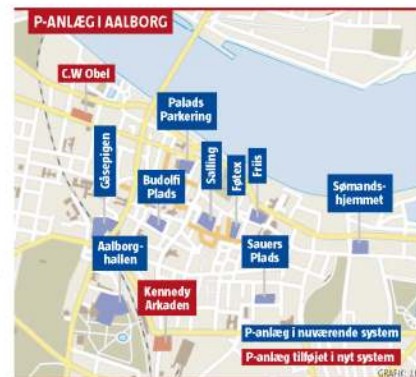 P-ANLÆG I AALBORG
C.W Obel
Palads
Parkering
Gåsepigen
Budolfi
Plads
Salling
Føtex
Friis
Sømands-
hjemmet
Aalborg-
hallen
Sauers
Plads
Kennedy
Arkaden
P-anlæg i nuværende system
P-anlæg tilføjet i nyt system